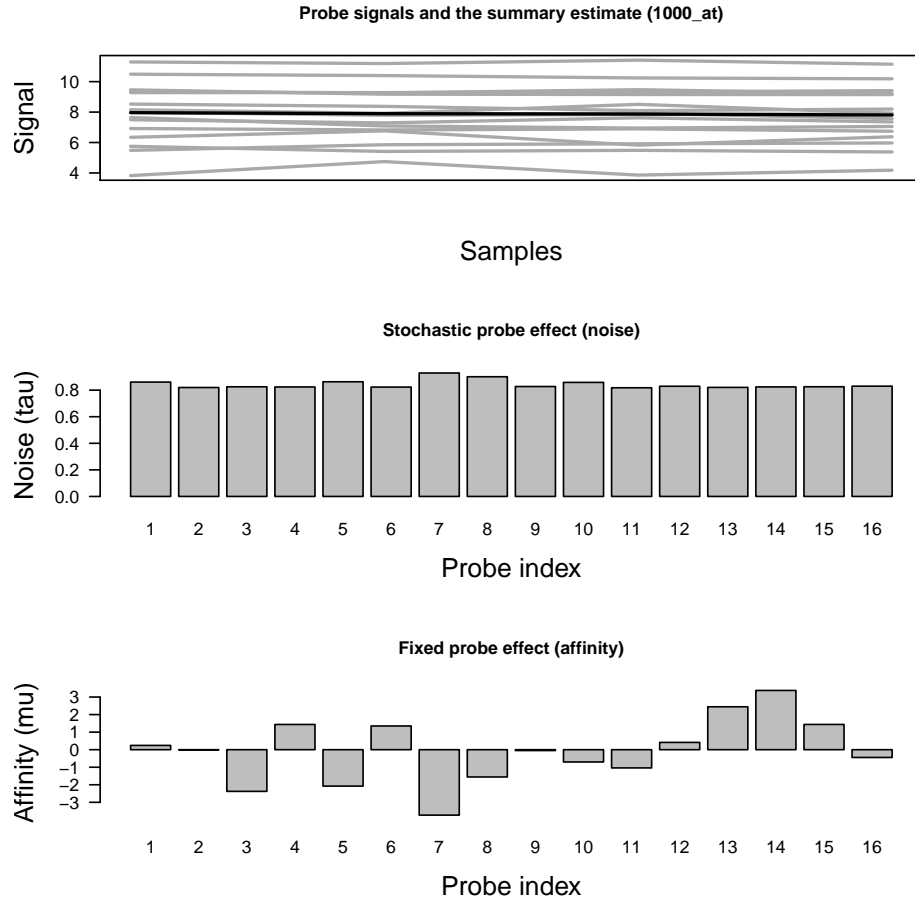 Probe signals and the summary estimate (1000_at)
Signal
10
8
6
4
Samples
Stochastic probe effect (noise)
Noise (tau)
0.8
0.6
0.4
0.2
0.0
1 2 3 4 5 6 7 8 9 10 11 12 13 14 15 16
Probe index
Fixed probe effect (affinity)
Affinity (mu)
3
2
1
0
−1
−2
−3
1 2 3 4 5 6 7 8 9 10 11 12 13 14 15 16
Probe index